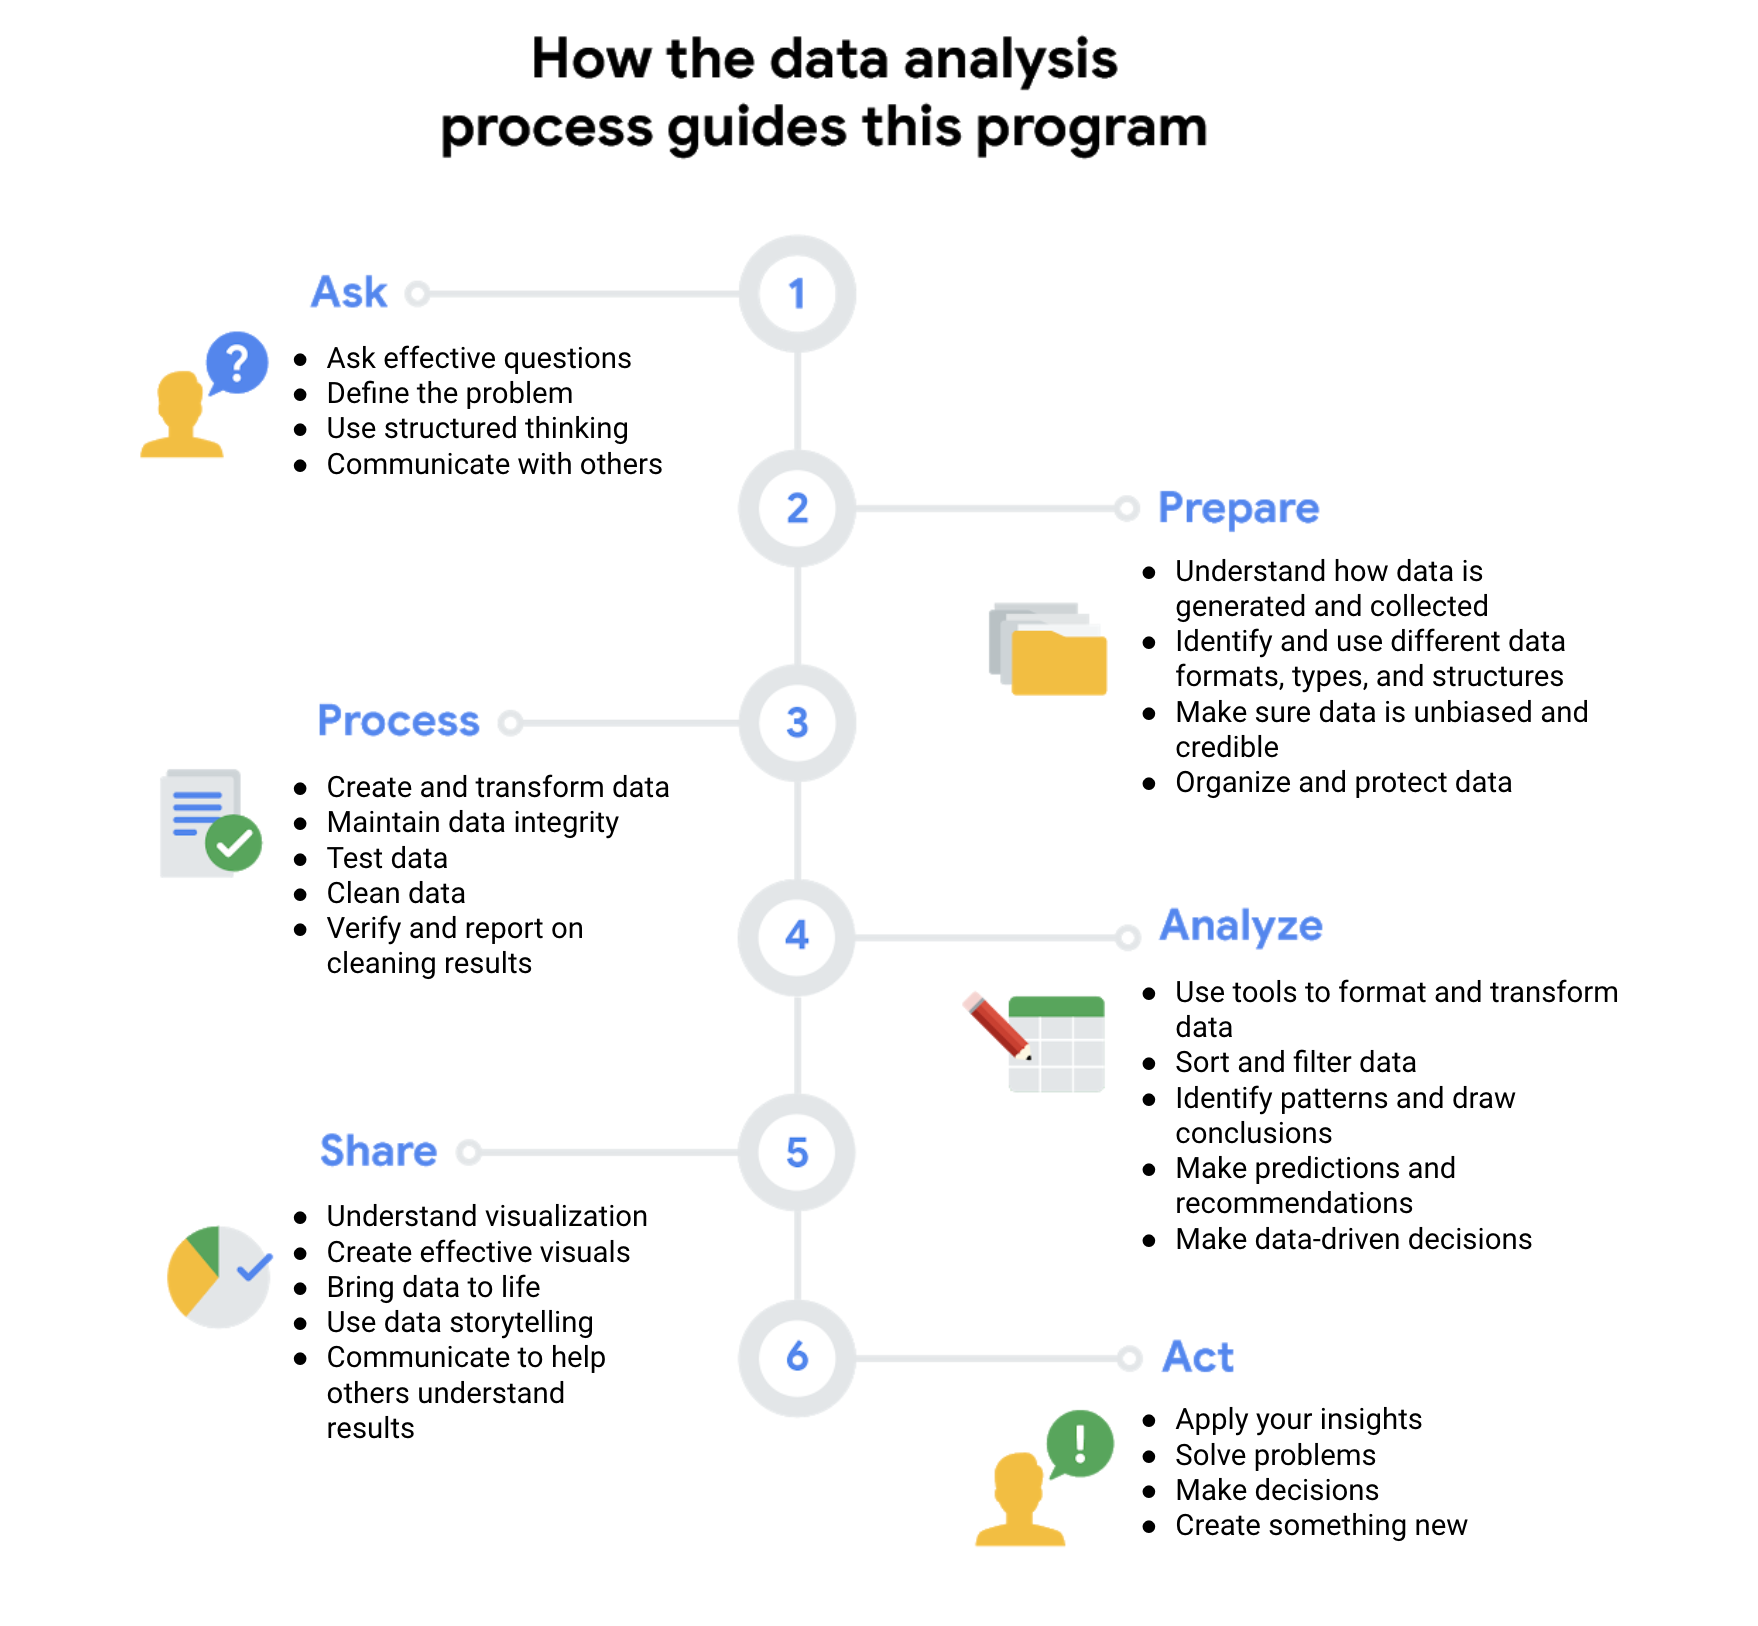 How the data analysis
process guides this program
1
Ask
?
● Ask effective questions
● Define the problem
● Use structured thinking
● Communicate with others
2
Prepare
● Understand how data is
generated and collected
● Identify and use different data
formats, types, and structures
● Make sure data is unbiased and
credible
● Organize and protect data
3
Process
● Create and transform data
● Maintain data integrity
● Test data
● Clean data
● Verify and report on
cleaning results
4
Analyze
● Use tools to format and transform
data
● Sort and filter data
● Identify patterns and draw
conclusions
● Make predictions and
recommendations
● Make data-driven decisions
5
Share
● Understand visualization
● Create effective visuals
● Bring data to life
● Use data storytelling
● Communicate to help
others understand
results
6
Act
!
● Apply your insights
● Solve problems
● Make decisions
● Create something new